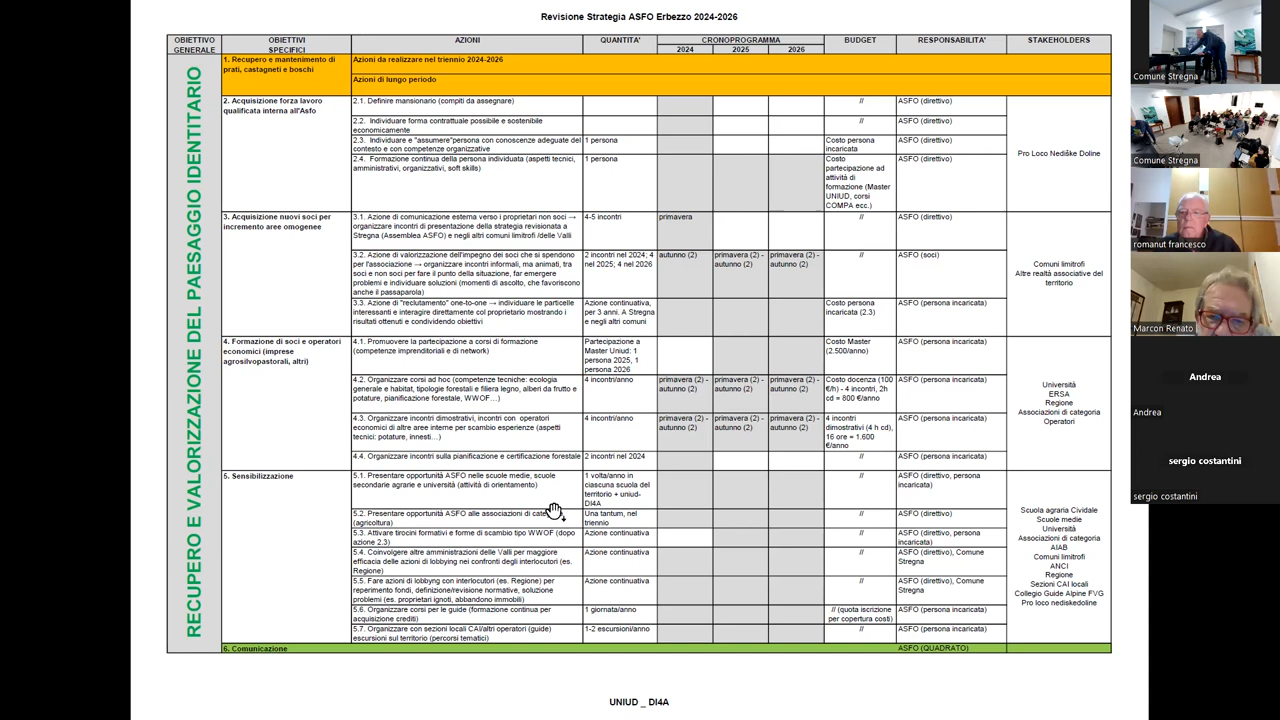 Revisione Strategia ASFO Erbezzo 2024-2026
OBIETTIVO GENERALE
OBIETTIVI SPECIFICI
AZIONI
QUANTITA'
CRONOPROGRAMMA
2024
2025
2026
BUDGET
RESPONSABILITA'
STAKEHOLDERS
RECUPERO E VALORIZZAZIONE DEL PAESAGGIO IDENTITARIO
1. Recupero e mantenimento di
prati, castagneti e boschi
Azioni da realizzare nel triennio 2024-2026
Azioni di lungo periodo
2. Acquisizione forza lavoro
qualificata interna all'Asfo
2.1. Definire mansionario (compiti da assegnare)
//
ASFO (direttivo)
2.2. Individuare forma contrattuale possibile e sostenibile
economicamente
//
ASFO (direttivo)
2.3. Individuare e "assumere"persona con conoscenze adeguate del
contesto e con competenze organizzative
1 persona
Costo persona
incaricata
ASFO (direttivo)
2.4. Formazione continua della persona individuata (aspetti tecnici,
amministrativi, organizzativi, soft skills)
1 persona
Costo
partecipazione ad
attività di
formazione (Master
UNIUD, corsi
COMPA ecc.)
ASFO (direttivo)
Pro Loco Nediške Doline
3. Acquisizione nuovi soci per
incremento aree omogenee
3.1. Azione di comunicazione esterna verso i proprietari non soci →
organizzare incontri di presentazione della strategia revisionata a
Stregna (Assemblea ASFO) e negli altri comuni limitrofi /delle Valli
4-5 incontri
primavera
//
ASFO (direttivo)
3.2. Azione di valorizzazione dell'impegno dei soci che si spendono
per l'associazione → organizzare incontri informali, ma animati, tra
soci e non soci per fare il punto della situazione, far emergere
problemi e individuare soluzioni (momenti di ascolto, che favoriscono
anche il passaparola)
2 incontri nel 2024; 4
nel 2025; 4 nel 2026
autunno (2)
primavera (2) -
autunno (2)
primavera (2) -
autunno (2)
//
ASFO (soci)
3.3. Azione di "reclutamento" one-to-one → individuare le particelle
interessanti e interagire direttamente col proprietario mostrando i
risultati ottenuti e condividendo obiettivi
Azione continuativa,
per 3 anni. A Stregna
e negli altri comuni
Costo persona
incaricata (2.3)
ASFO (persona incaricata)
Comuni limitrofi
Altre realtà associative del
territorio
4. Formazione di soci e operatori
economici (imprese
agrosilvopastorali, altri)
4.1. Promuovere la partecipazione a corsi di formazione
(competenze imprenditoriali e di network)
Partecipazione a
Master Uniud: 1
persona 2025, 1
persona 2026
Costo Master
(2.500/anno)
ASFO (persona incaricata)
4.2. Organizzare corsi ad hoc (competenze tecniche: ecologia
generale e habitat, tipologie forestali e filiera legno, alberi da frutto e
potature, pianificazione forestale, WWOF…)
4 incontri/anno
primavera (2) -
autunno (2)
primavera (2) -
autunno (2)
primavera (2) -
autunno (2)
Costo docenza (100
€/h) - 4 incontri, 2h
cd = 800 €/anno
ASFO (persona incaricata)
4.3. Organizzare incontri dimostrativi, incontri con operatori
economici di altre aree interne per scambio esperienze (aspetti
tecnici: potature, innesti…)
4 incontri/anno
primavera (2) -
autunno (2)
primavera (2) -
autunno (2)
primavera (2) -
autunno (2)
4 incontri
dimostrativi (4 h cd),
16 ore = 1.600
€/anno
ASFO (persona incaricata)
4.4. Organizzare incontri sulla pianificazione e certificazione forestale
2 incontri nel 2024
//
ASFO (persona incaricata)
Università
ERSA
Regione
Associazioni di categoria
Operatori
5. Sensibilizzazione
5.1. Presentare opportunità ASFO nelle scuole medie, scuole
secondarie agrarie e università (attività di orientamento)
1 volta/anno in
ciascuna scuola del
territorio + uniud-
DI4A
//
ASFO (direttivo, persona
incaricata)
5.2. Presentare opportunità ASFO alle associazioni di
(agricoltura)
Una tantum, nel
triennio
//
ASFO (direttivo)
5.3. Attivare tirocini formativi e forme di scambio tipo WWOF (dopo
azione 2.3)
Azione continuativa
//
ASFO (direttivo, persona
incaricata)
5.4. Coinvolgere altre amministrazioni delle Valli per maggiore
efficacia delle azioni di lobbying nei confronti degli interlocutori (es.
Regione)
Azione continuativa
//
ASFO (direttivo), Comune
Stregna
5.5. Fare azioni di lobbyng con interlocutori (es. Regione) per
reperimento fondi, definizione/revisione normative, soluzione
problemi (es. proprietari ignoti, abbandono immobili)
Azione continuativa
//
ASFO (direttivo), Comune
Stregna
5.6. Organizzare corsi per le guide (formazione continua per
acquisizione crediti)
1 giornata/anno
// (quota iscrizione
per copertura costi)
ASFO (persona incaricata)
5.7. Organizzare con sezioni locali CAI/altri operatori (guide)
escursioni sul territorio (percorsi tematici)
1-2 escursioni/anno
//
ASFO (persona incaricata)
Scuola agraria Cividale
Scuole medie
Università
Associazioni di categoria
AIAB
Comuni limitrofi
ANCI
Regione
Sezioni CAI locali
Collegio Guide Alpine FVG
Pro loco nediskedoline
6. Comunicazione
ASFO (QUADRATO)
UNIUD _ DI4A
Comune Stregna
Comune Stregna
romanut francesco
Marcon Renato
Andrea
Andrea
sergio costantini
sergio costantini